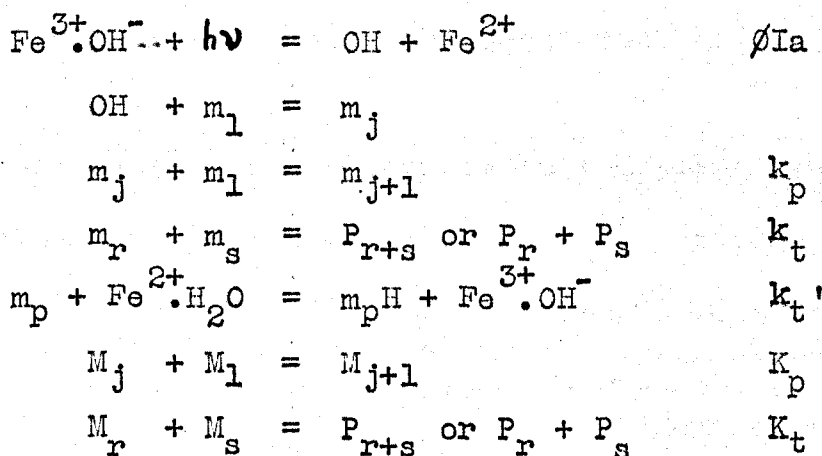 Fe³⁺.OH⁻ + hν = OH + Fe²⁺ ØIa
OH + m₁ = mⱼ
mⱼ + m₁ = mⱼ₊₁ kₚ
mᵣ + mₛ = Pᵣ₊ₛ or Pᵣ + Pₛ kₜ
mₚ + Fe²⁺.H₂O = mₚH + Fe³⁺.OH⁻ kₜ'
Mⱼ + M₁ = Mⱼ₊₁ Kₚ
Mᵣ + Mₛ = Pᵣ₊ₛ or Pᵣ + Pₛ Kₜ